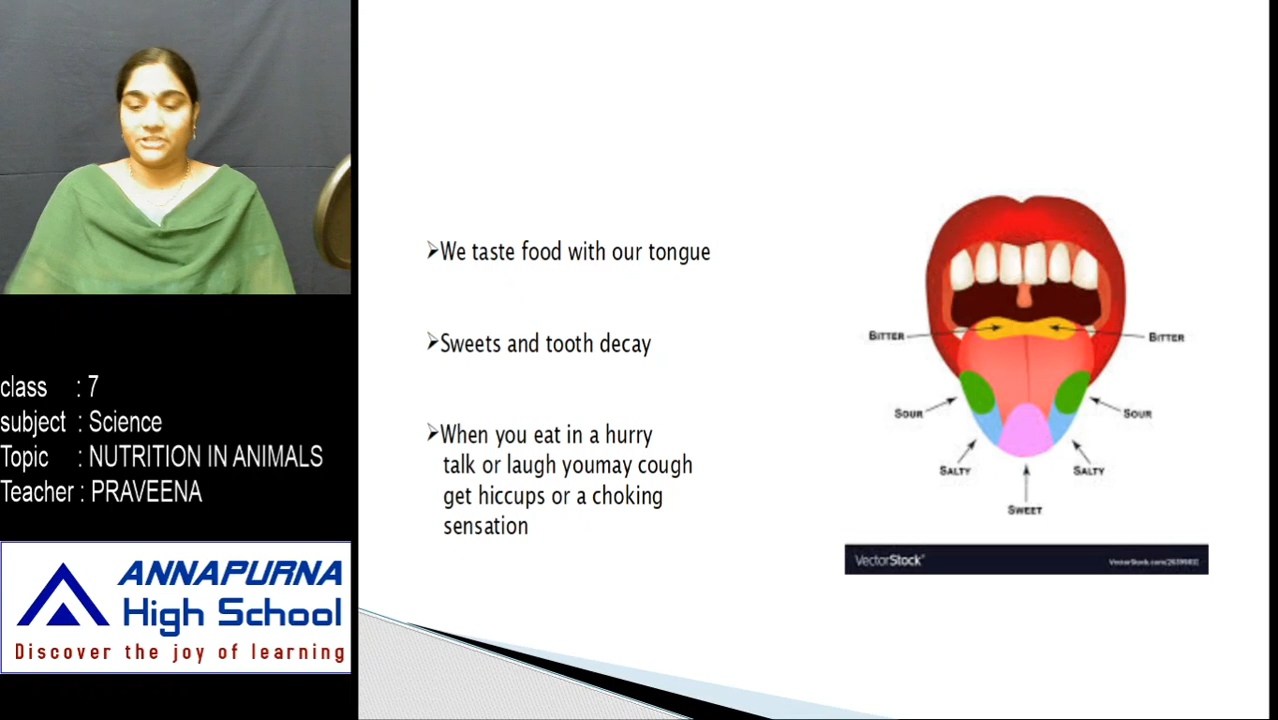 We taste food with our tongue
Sweets and tooth decay
When you eat in a hurry
talk or laugh youmay cough
get hiccups or a choking
sensation
BITTER
BITTER
SOUR
SOUR
SALTY
SALTY
SWEET
VectorStock®
class : 7
subject : Science
Topic : NUTRITION IN ANIMALS
Teacher : PRAVEENA
ANNAPURNA
High School
Discover the joy of learning